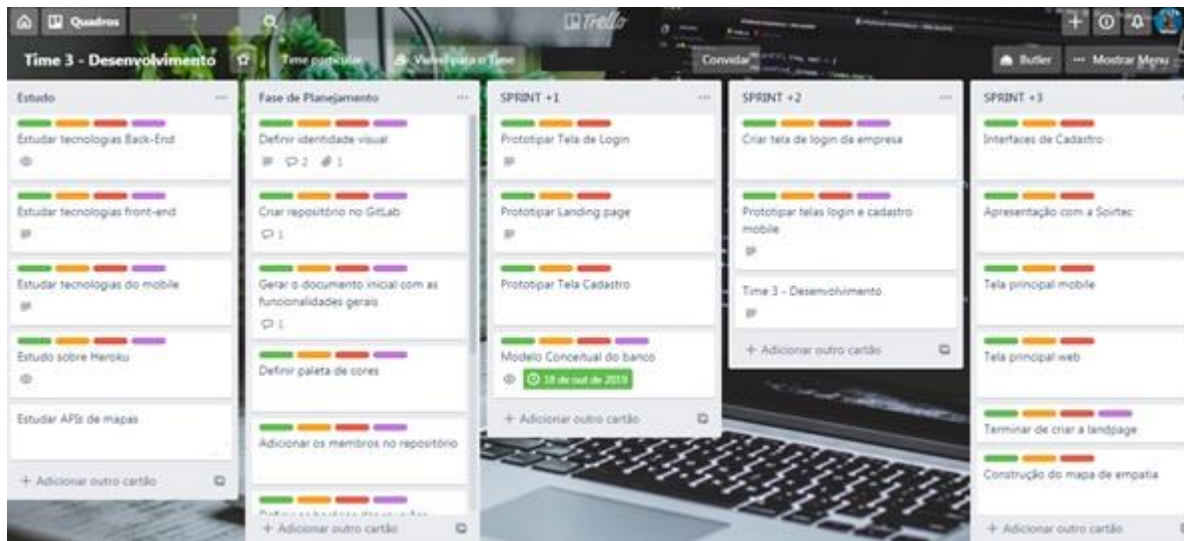 Quadros
Trello
Time 3 - Desenvolvimento
Time particular
Visível para o Time
Convidar
Butler
Mostrar Menu
Estudo
Estudar tecnologias Back-End
Estudar tecnologias front-end
Estudar tecnologias do mobile
Estudo sobre Heroku
Estudar APIs de mapas
+ Adicionar outro cartão
Fase de Planejamento
Definir identidade visual
2 1
Criar repositório no GitLab
1
Gerar o documento inicial com as
funcionalidades gerais
1
Definir paleta de cores
Adicionar os membros no repositório
+ Adicionar outro cartão
SPRINT +1
Prototipar Tela de Login
Prototipar Landing page
Prototipar Tela Cadastro
Modelo Conceitual do banco
18 de out de 2019
+ Adicionar outro cartão
SPRINT +2
Criar tela de login da empresa
Prototipar telas login e cadastro
mobile
Time 3 - Desenvolvimento
+ Adicionar outro cartão
SPRINT +3
Interfaces de Cadastro
Apresentação com a Soirtec
Tela principal mobile
Tela principal web
Terminar de criar a landpage
Construção do mapa de empatia
+ Adicionar outro cartão